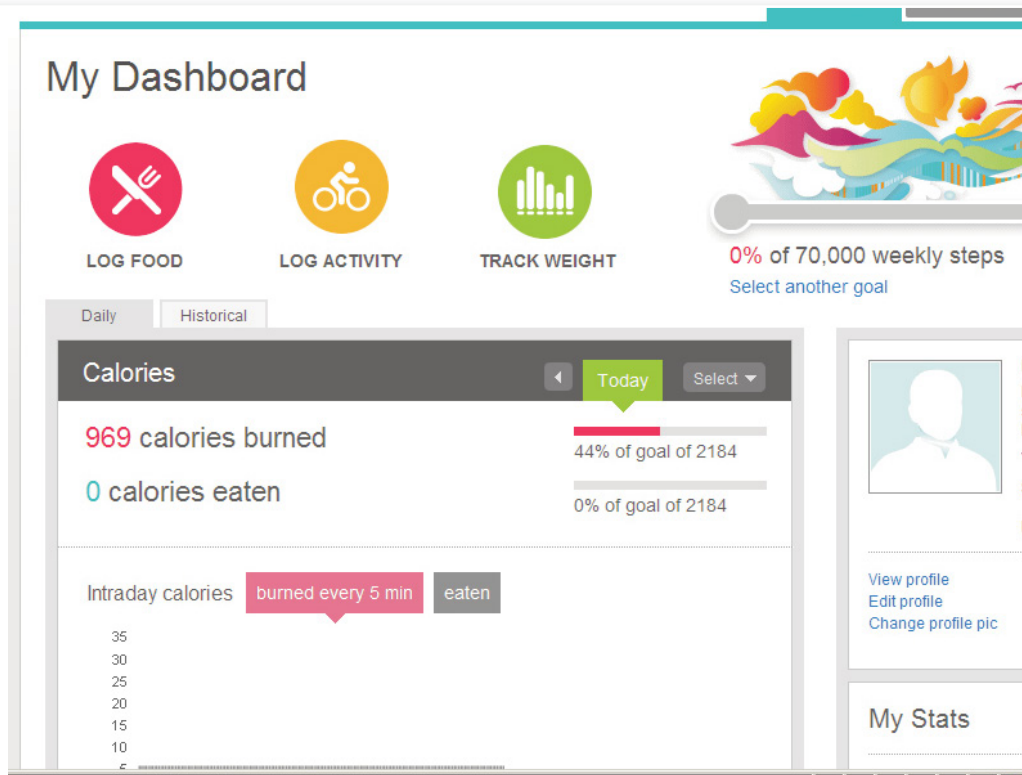 My Dashboard
LOG FOOD
LOG ACTIVITY
TRACK WEIGHT
0% of 70,000 weekly steps
Select another goal
Daily
Historical
Calories
Today
Select
969 calories burned
44% of goal of 2184
0 calories eaten
0% of goal of 2184
Intraday calories
burned every 5 min
eaten
35
30
25
20
15
10
5
View profile
Edit profile
Change profile pic
My Stats